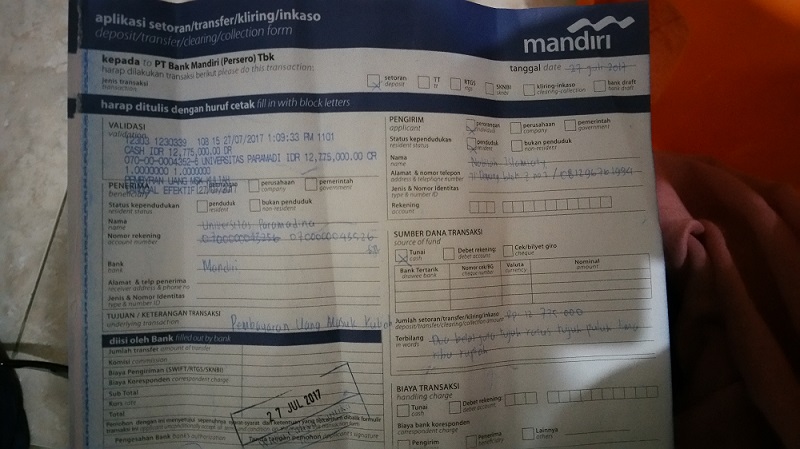 aplikasi setoran/transfer/kliring/inkaso
deposit/transfer/clearing/collection form
mandiri
kepada to PT Bank Mandiri (Persero) Tbk
harap dilakukan transaksi berikut please do this transaction:
tanggal date
Jenis transaksi
transactions
setoran
deposit
TT
RTGS
SKNBI
kliring-inkaso
clearing-collection
bank draft
bank draft
harap ditulis dengan huruf cetak fill in with block letters
VALIDASI
validation
12303 1230339 108 15 27/07/2017 1:09:33 PM 1101
CASH IDR 12,775,000.00 CR
UNIVERSITAS PARAMADI IDR 12,775,000.00 CR
1.0000000 1.0000000
27/07/2017
PENERIMA
beneficiary
perusahaan
company
pemerintah
government
Status kependudukan
resident status
penduduk
resident
bukan penduduk
non-resident
Nama
name
Universitas Paramadina
Nomor rekening
account number
Bank
bank
Mandiri
Alamat & telp penerima
receiver address & phone no
Jenis & Nomor identitas
type & number ID
TUJUAN / KETERANGAN TRANSAKSI
underlying transaction
Pembayaran Uang Masuk Kuliah
diisi oleh Bank filled out by bank
Jumlah transfer amount of transfer
Komisi commission
Biaya Pengiriman (SWIFT/RTGS/SKNBI)
Biaya Koresponden correspondent charge
Sub Total
Kurs rate
Total
27 JUL 2017
Pengesahan Bank bank's authorization
Tanda tangan pemohon applicant's signature
PENGIRIM
applicant
perorangan
individual
perusahaan
company
pemerintah
government
Status kependudukan
resident status
penduduk
resident
bukan penduduk
non-residents
Nama
name
Alamat & nomor telepon
address & telephone number
Jenis & Nomor Identitas
type & number ID
Rekening
account
SUMBER DANA TRANSAKSI
source of fund
Tunai
cash
Debet rekening
debit account
Cek/bilyet giro
cheque
Bank Tertarik
drawee bank
Nomor cek/BG
cheque number
Valuta
currency
Nominal
amount
Jumlah setoran/transfer/kliring/inkaso
deposit/transfer/clearing/collection amount
Rp 12.775.000
Terbilang
in words
Dua belas juta tujuh ratus tujuh puluh lima
ribu rupiah
BIAYA TRANSAKSI
handling charge
Tunai
cash
Debet rekening
debit account
Biaya bank koresponden
correspondent charge
Pengirim
Penerima
beneficiary
Lainnya
others